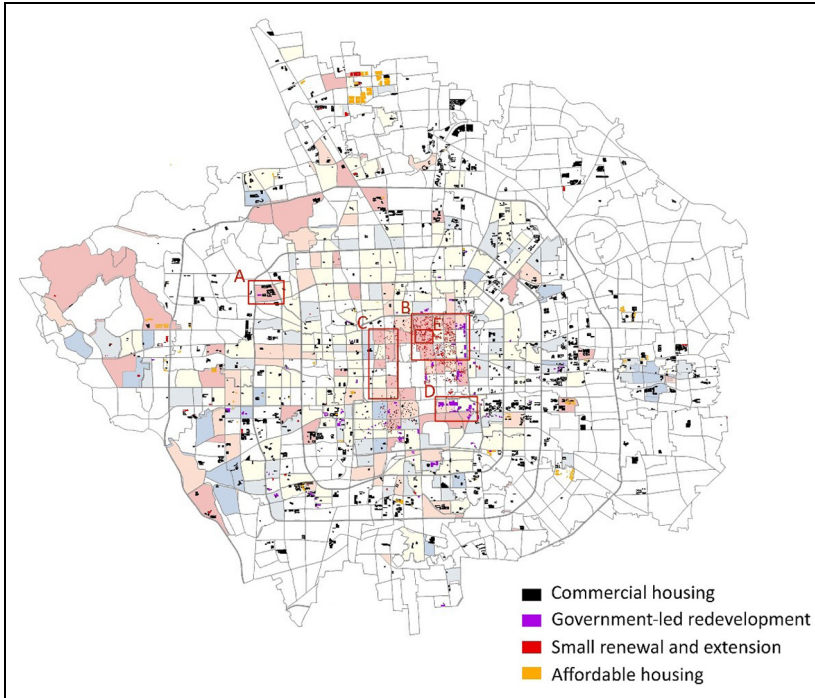 A
B
E
C
D
Commercial housing
Government-led redevelopment
Small renewal and extension
Affordable housing